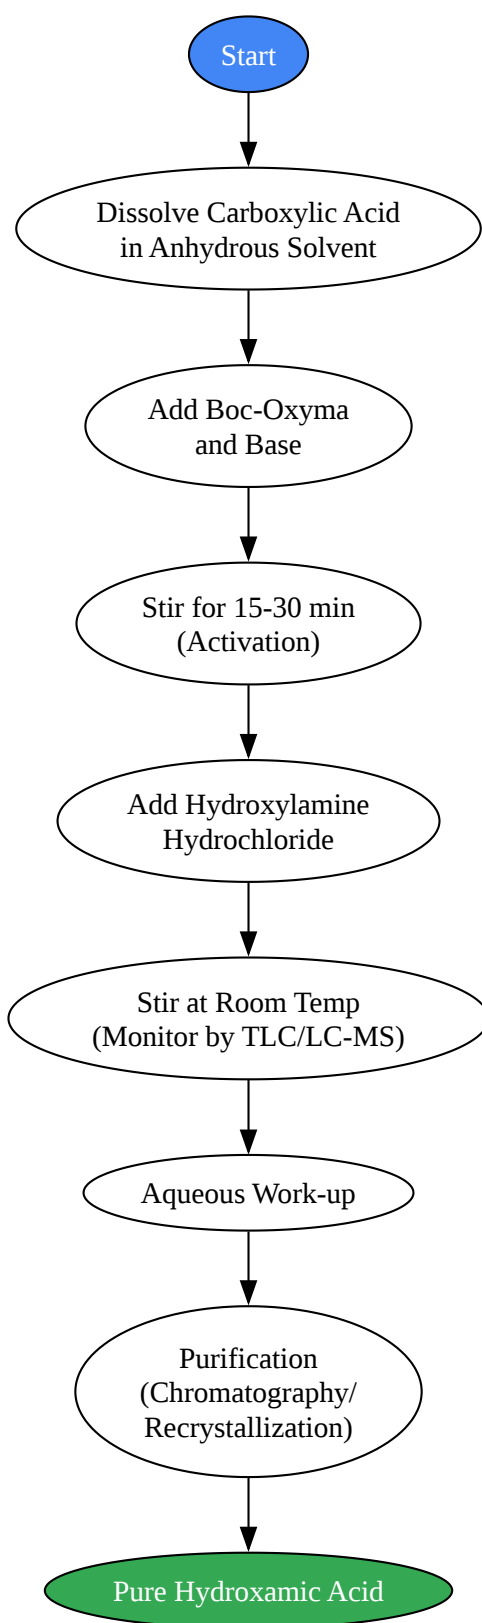 Start
Dissolve Carboxylic Acid
in Anhydrous Solvent
Add Boc-Oxyma
and Base
Stir for 15-30 min
(Activation)
Add Hydroxylamine
Hydrochloride
Stir at Room Temp
(Monitor by TLC/LC-MS)
Aqueous Work-up
Purification
(Chromatography/
Recrystallization)
Pure Hydroxamic Acid